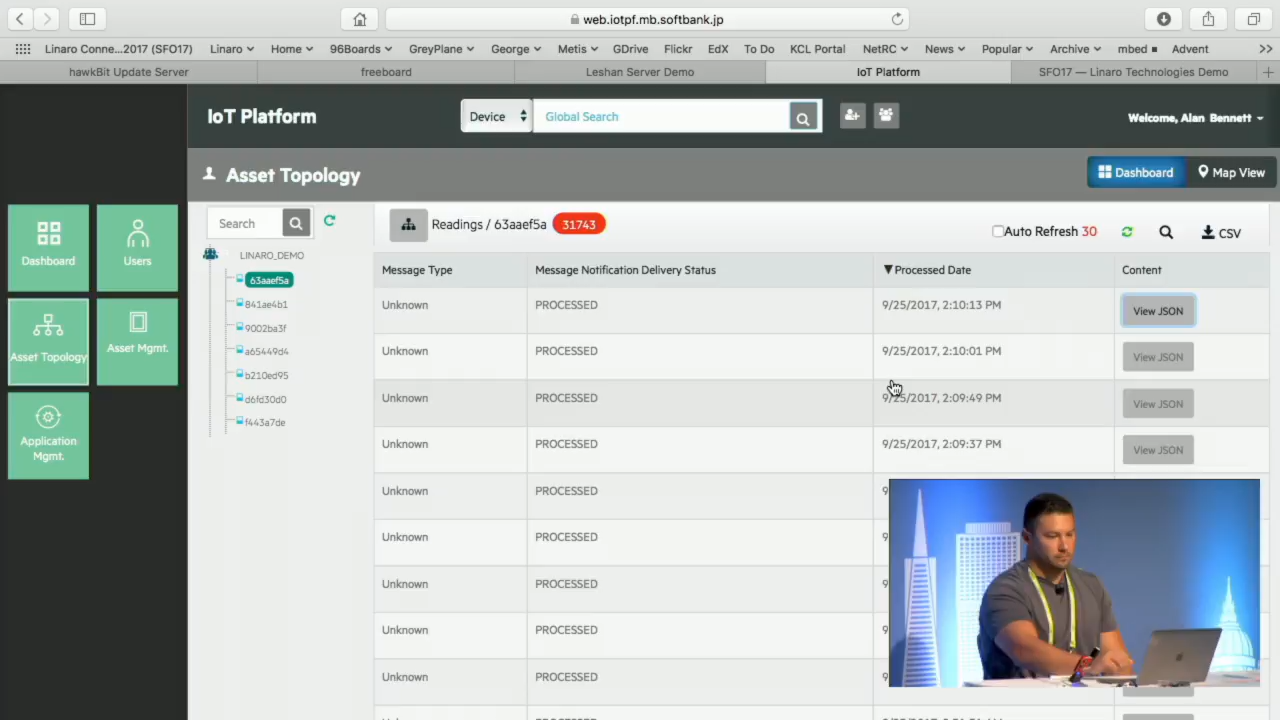 web.iotpf.mb.softbank.jp
Linaro Conne...2017 (SFO17) Linaro Home 96Boards GreyPlane George Metis GDrive Flickr EdX To Do KCL Portal NetRC News Popular Archive mbed Advent
hawkBit Update Server freeboard Leshan Server Demo IoT Platform SFO17 — Linaro Technologies Demo
IoT Platform Device Global Search Welcome, Alan Bennett
Asset Topology Dashboard Map View
Dashboard Users
Asset Topology Asset Mgmt.
Application
Mgmt.
Search
LINARO_DEMO
63aaef5a
841ae4b1
9002ba3f
a65449d4
b210ed95
d6fd30d0
f443a7de
Readings / 63aaef5a 31743 Auto Refresh 30 CSV
Message Type Message Notification Delivery Status ▼Processed Date Content
Unknown PROCESSED 9/25/2017, 2:10:13 PM View JSON
Unknown PROCESSED 9/25/2017, 2:10:01 PM View JSON
Unknown PROCESSED 9/25/2017, 2:09:49 PM View JSON
Unknown PROCESSED 9/25/2017, 2:09:37 PM View JSON
Unknown PROCESSED
Unknown PROCESSED
Unknown PROCESSED
Unknown PROCESSED
Unknown PROCESSED
Unknown PROCESSED